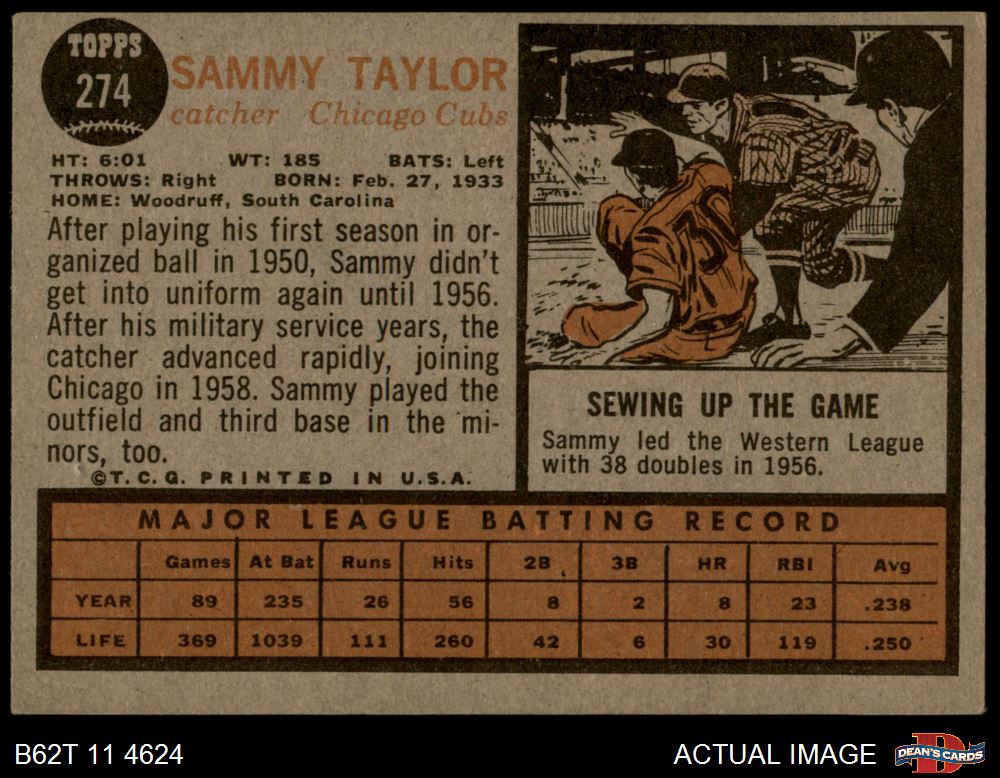 TOPPS
274
SAMMY TAYLOR
catcher Chicago Cubs
HT: 6:01 WT: 185 BATS: Left
THROWS: Right BORN: Feb. 27, 1933
HOME: Woodruff, South Carolina
After playing his first season in or-
ganized ball in 1950, Sammy didn't
get into uniform again until 1956.
After his military service years, the
catcher advanced rapidly, joining
Chicago in 1958. Sammy played the
outfield and third base in the mi-
nors, too.
©T.C.G. PRINTED IN U.S.A.
30
SEWING UP THE GAME
Sammy led the Western League
with 38 doubles in 1956.
MAJOR LEAGUE BATTING RECORD
Games At Bat Runs Hits 2B 3B HR RBI Avg
YEAR 89 235 26 56 8 2 8 23 .238
LIFE 369 1039 111 260 42 6 30 119 .250
B62T 11 4624
ACTUAL IMAGE
DEAN'S CARDS